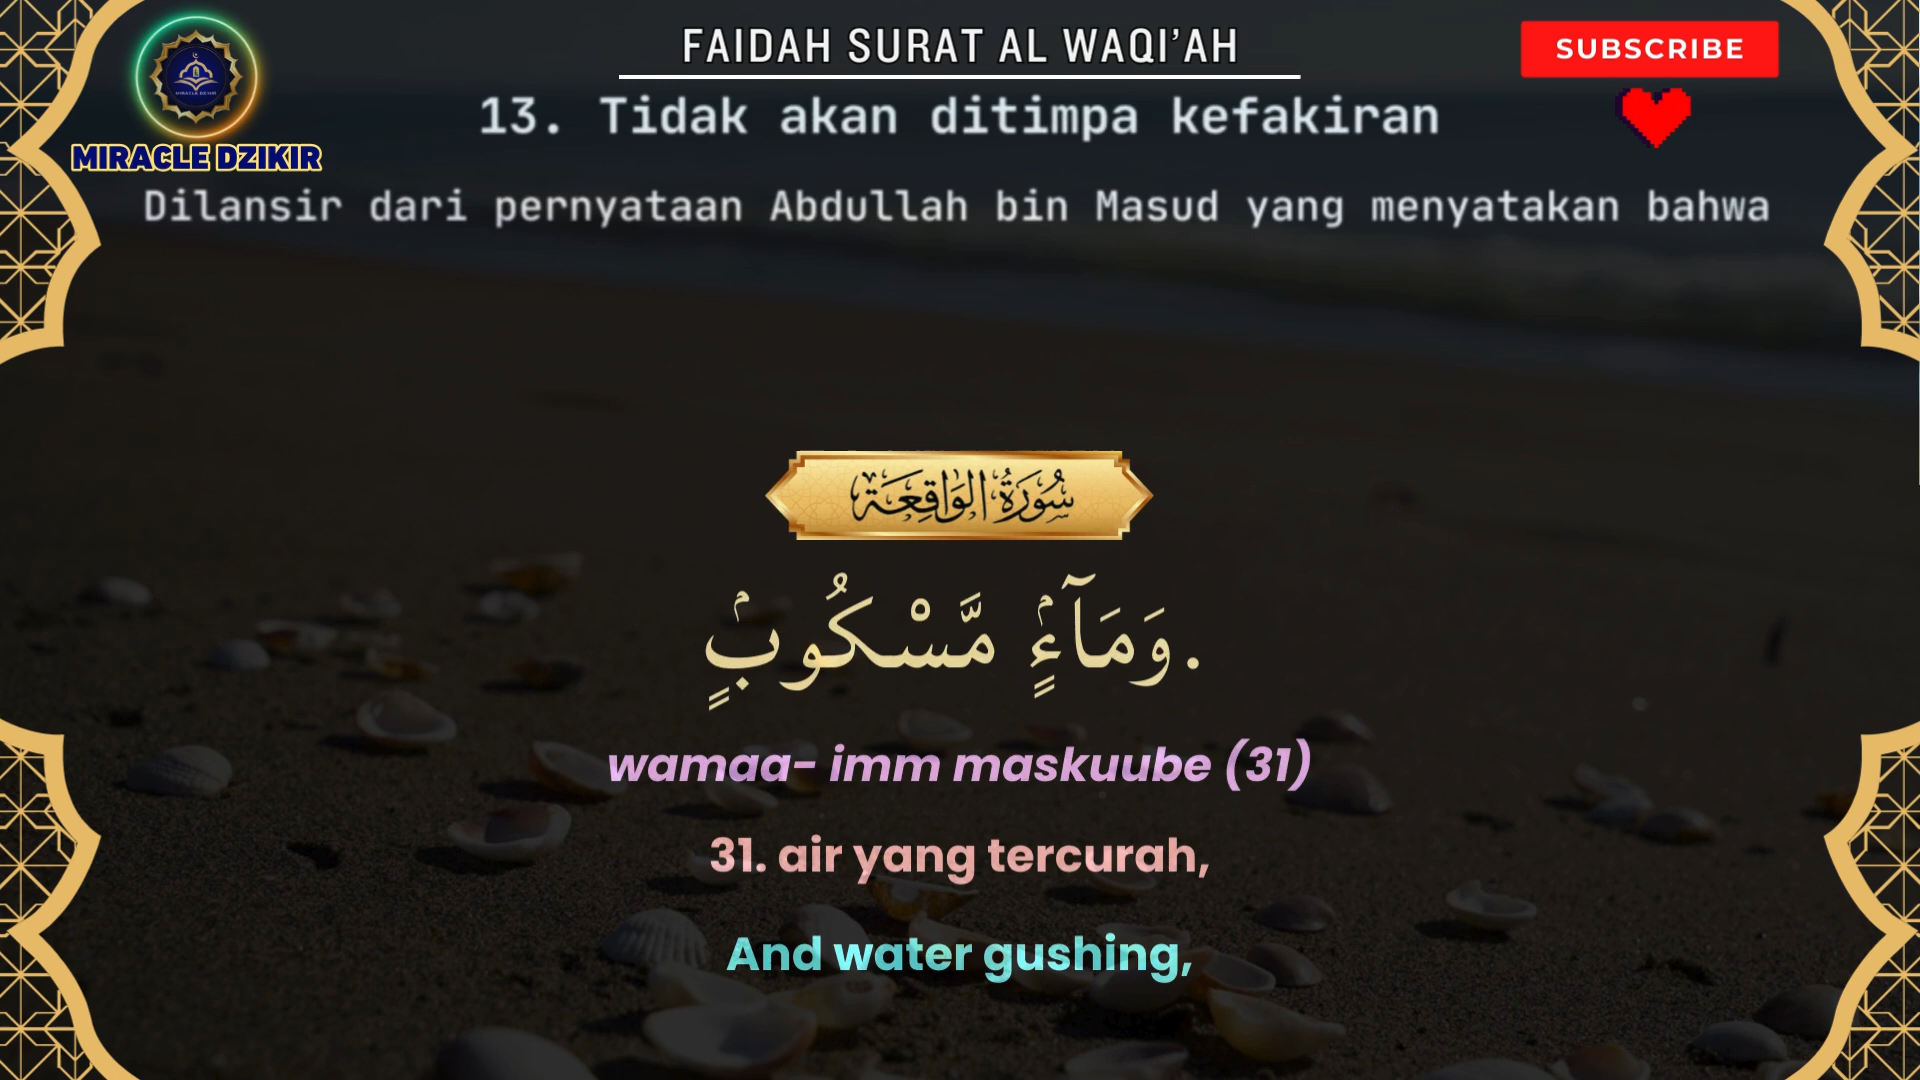 FAIDAH SURAT AL WAQI’AH
SUBSCRIBE
13. Tidak akan ditimpa kefakiran
MIRACLE DZIKIR
Dilansir dari pernyataan Abdullah bin Masud yang menyatakan bahwa
سُورَةُ الوَاقِعَة
.وَمَآءٍۢ مَّسْكُوبٍۢ
wamaa- imm maskuube (31)
31. air yang tercurah,
And water gushing,